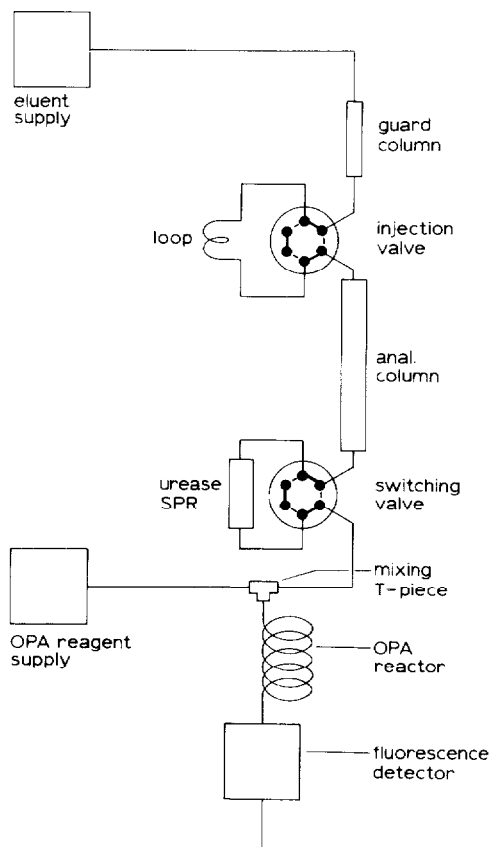 eluent
supply
guard
column
injection
valve
loop
anal.
column
urease
SPR
switching
valve
mixing
T-piece
OPA reagent
supply
OPA
reactor
fluorescence
detector